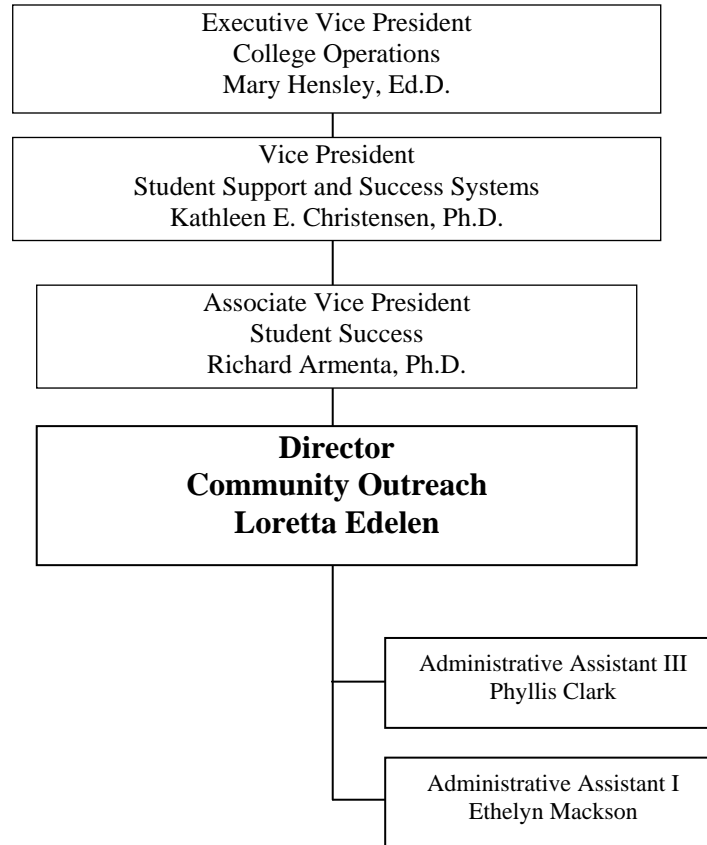 Executive Vice President
College Operations
Mary Hensley, Ed.D.
Vice President
Student Support and Success Systems
Kathleen E. Christensen, Ph.D.
Associate Vice President
Student Success
Richard Armenta, Ph.D.
Director
Community Outreach
Loretta Edelen
Administrative Assistant III
Phyllis Clark
Administrative Assistant I
Ethelyn Mackson